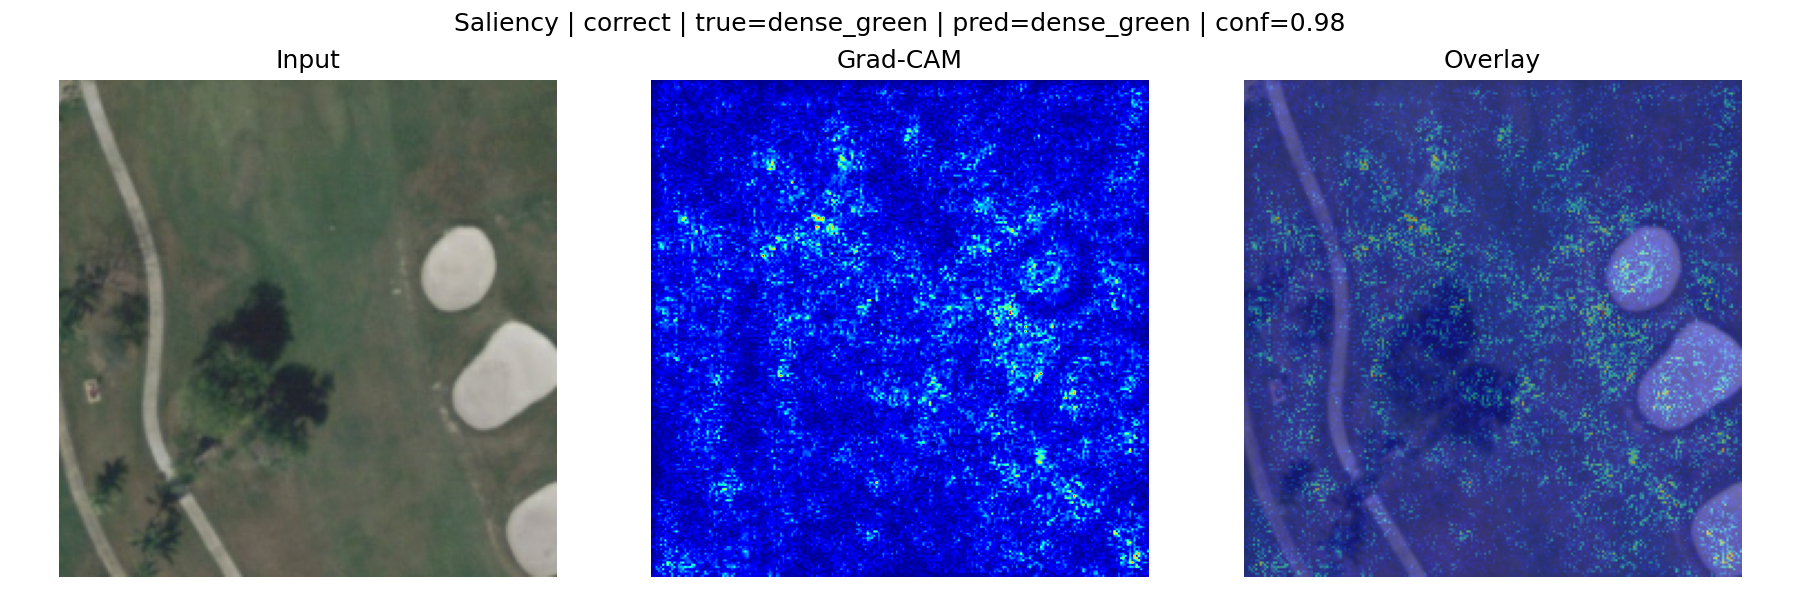 Saliency | correct | true=dense_green | pred=dense_green | conf=0.98
Input
Grad-CAM
Overlay